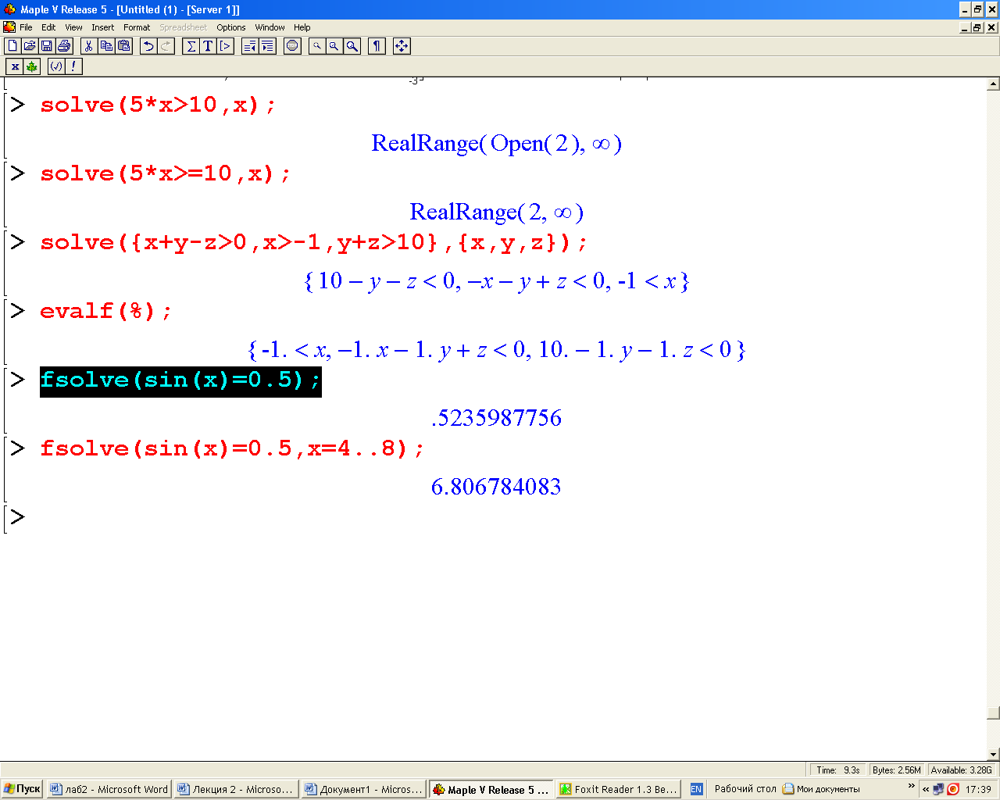 Maple V Release 5 - [Untitled (1) - [Server 1]]
File Edit View Insert Format Spreadsheet Options Window Help
-3
> solve(5*x>10,x);
RealRange( Open( 2 ), ∞ )
> solve(5*x>=10,x);
RealRange( 2, ∞ )
> solve({x+y-z>0,x>-1,y+z>10},{x,y,z});
{ 10 − y − z < 0, −x − y + z < 0, -1 < x }
> evalf(%);
{ -1. < x, −1. x − 1. y + z < 0, 10. − 1. y − 1. z < 0 }
> fsolve(sin(x)=0.5);
.5235987756
> fsolve(sin(x)=0.5,x=4..8);
6.806784083
>
Time: 9.3s Bytes: 2.56M Available: 3.28G
Пуск лаб2 - Microsoft Word Лекция 2 - Microso... Документ1 - Micros... Maple V Release 5 ... Foxit Reader 1.3 Be... EN Рабочий стол Мои документы » « 17:39